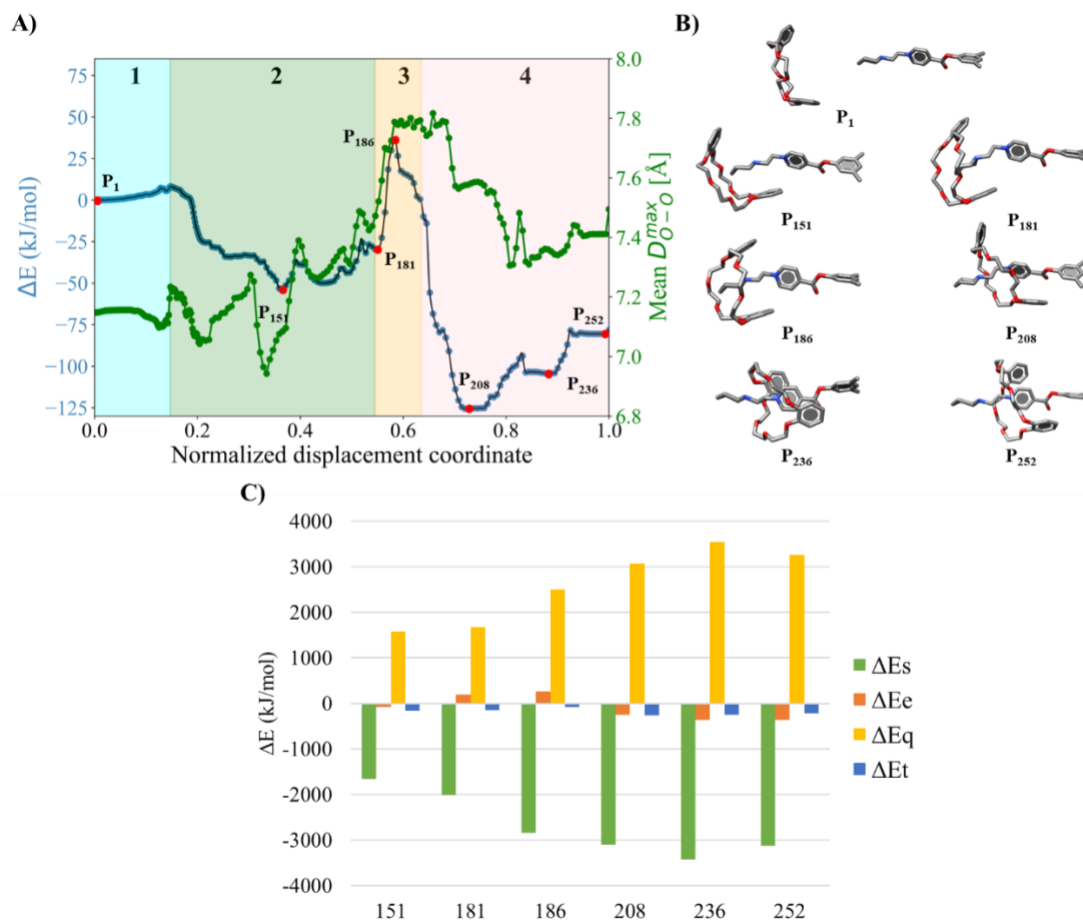 A)
B)
ΔE (kJ/mol)
75
50
25
0
−25
−50
−75
−100
−125
1
2
3
4
P1
P151
P181
P186
P208
P236
P252
8.0
7.8
7.6
7.4
7.2
7.0
6.8
Mean D_{O−O}^{max} [Å]
0.0 0.2 0.4 0.6 0.8 1.0
Normalized displacement coordinate
P1
P151
P181
P186
P208
P236
P252
C)
ΔE (kJ/mol)
4000
3000
2000
1000
0
-1000
-2000
-3000
-4000
151 181 186 208 236 252
ΔEs
ΔEe
ΔEq
ΔEt